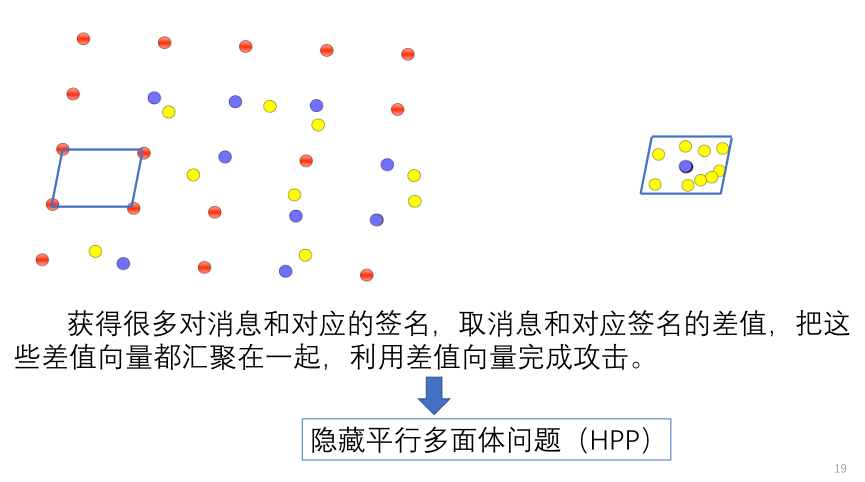 获得很多对消息和对应的签名，取消息和对应签名的差值，把这
些差值向量都汇聚在一起，利用差值向量完成攻击。
隐藏平行多面体问题（HPP）
19